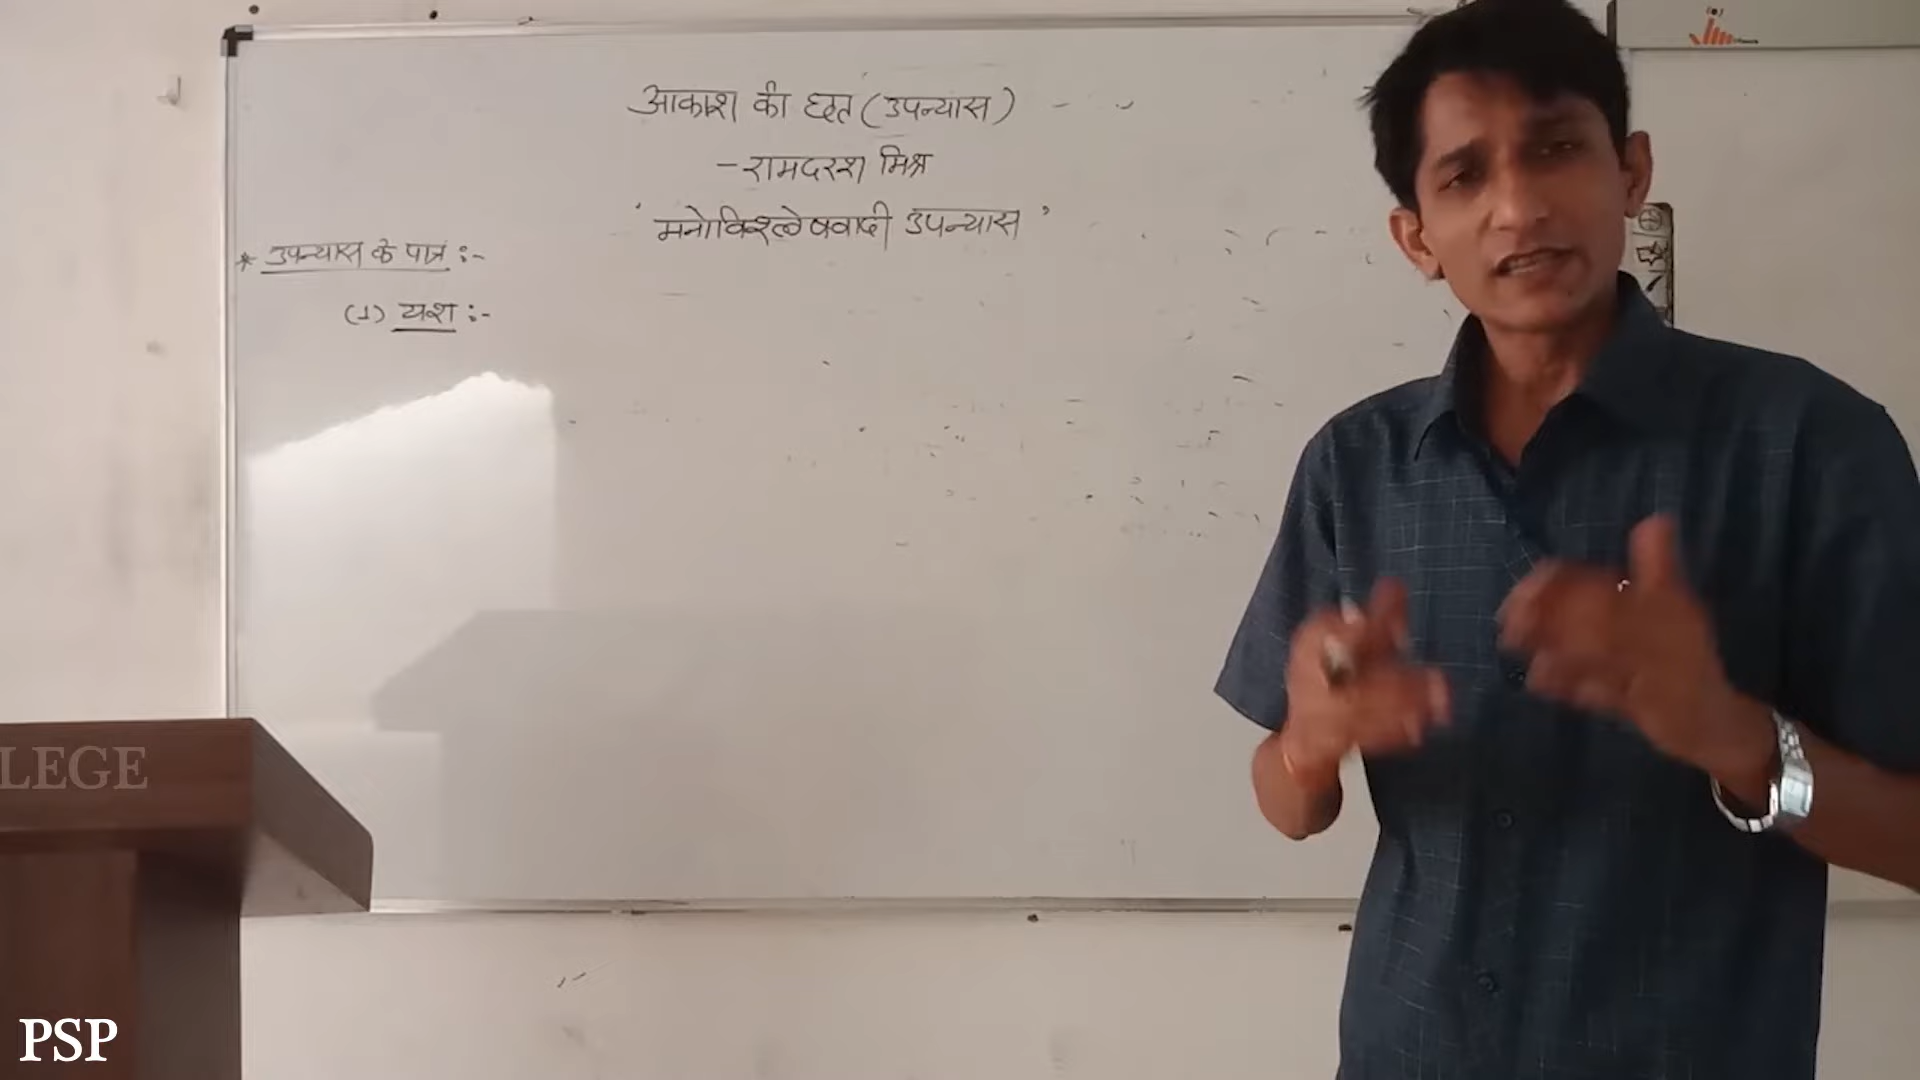 आकाश की छत (उपन्यास)
- रामदरश मिश्र
' मनोविश्लेषवादी उपन्यास '
* उपन्यास के पात्र :-
(1) यश :-
LEGE
PSP